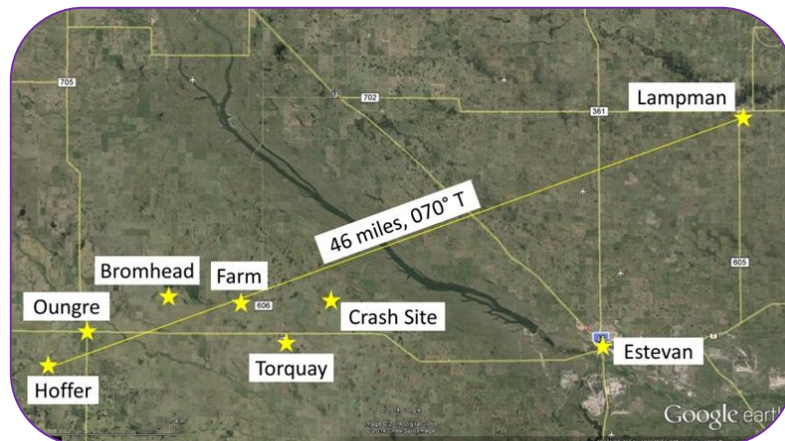 705
702
361
Lampman
46 miles, 070° T
Bromhead
Farm
606
605
Oungre
Crash Site
Torquay
Estevan
Hoffer
Google earth